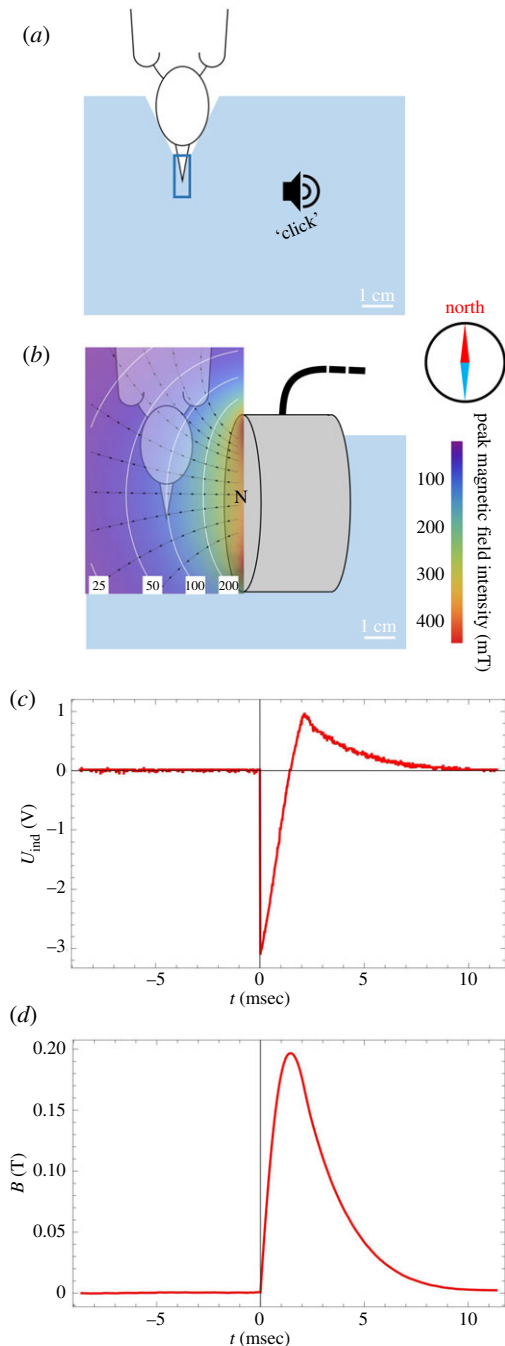 (a)
'click'
1 cm
north
(b)
N
25 50 100 200
1 cm
100
200
300
400
peak magnetic field intensity (mT)
(c)
1
0
−1
−2
−3
U_ind (V)
−5 0 5 10
t (msec)
(d)
0.20
0.15
0.10
0.05
0
B (T)
−5 0 5 10
t (msec)